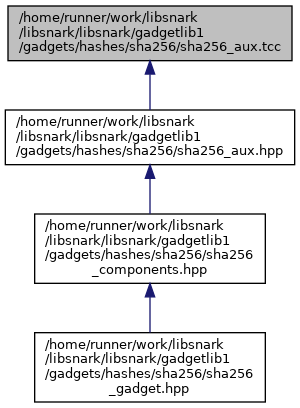 /home/runner/work/libsnark
/libsnark/libsnark/gadgetlib1
/gadgets/hashes/sha256/sha256_aux.tcc
/home/runner/work/libsnark
/libsnark/libsnark/gadgetlib1
/gadgets/hashes/sha256/sha256_aux.hpp
/home/runner/work/libsnark
/libsnark/libsnark/gadgetlib1
/gadgets/hashes/sha256/sha256
_components.hpp
/home/runner/work/libsnark
/libsnark/libsnark/gadgetlib1
/gadgets/hashes/sha256/sha256
_gadget.hpp